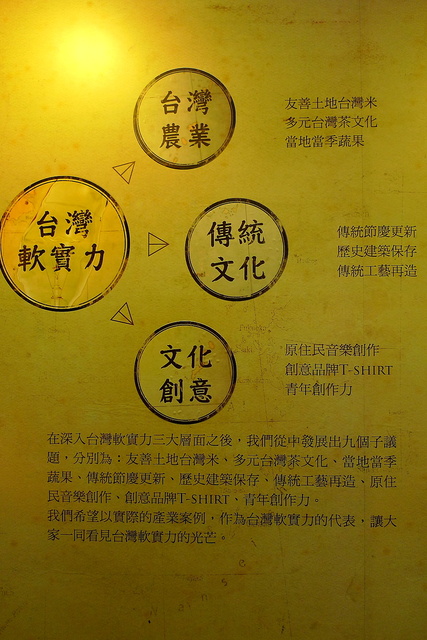 台灣
農業
友善土地台灣米
多元台灣茶文化
當地當季蔬果
台灣
軟實力
傳統
文化
傳統節慶更新
歷史建築保存
傳統工藝再造
文化
創意
原住民音樂創作
創意品牌T-SHIRT
青年創作力
在深入台灣軟實力三大層面之後，我們從中發展出九個子議
題，分別為：友善土地台灣米、多元台灣茶文化、當地當季
蔬果、傳統節慶更新、歷史建築保存、傳統工藝再造、原住
民音樂創作、創意品牌T-SHIRT、青年創作力。
我們希望以實際的產業案例，作為台灣軟實力的代表，讓大
家一同看見台灣軟實力的光芒。